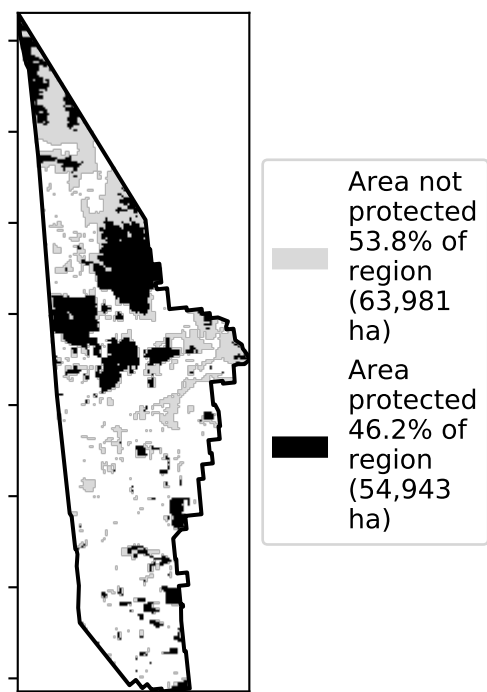 Area not
protected
53.8% of
region
(63,981
ha)
Area
protected
46.2% of
region
(54,943
ha)